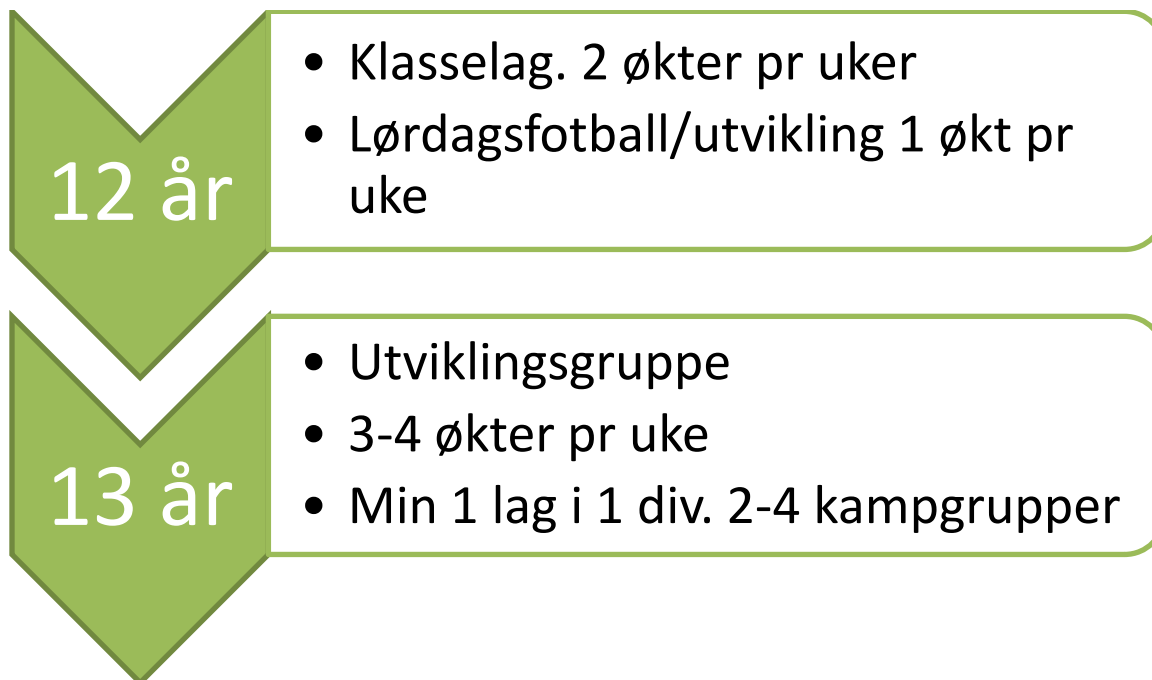 12 år
• Klasselag. 2 økter pr uker
• Lørdagsfotball/utvikling 1 økt pr
uke
13 år
• Utviklingsgruppe
• 3-4 økter pr uke
• Min 1 lag i 1 div. 2-4 kampgrupper